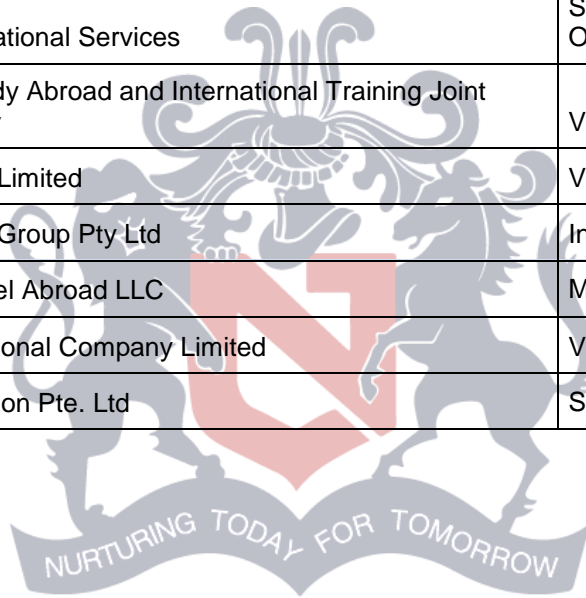 S
ational Services O
dy Abroad and International Training Joint
V
Limited V
Group Pty Ltd In
el Abroad LLC M
onal Company Limited V
on Pte. Ltd S
NURTURING TODAY FOR TOMORROW